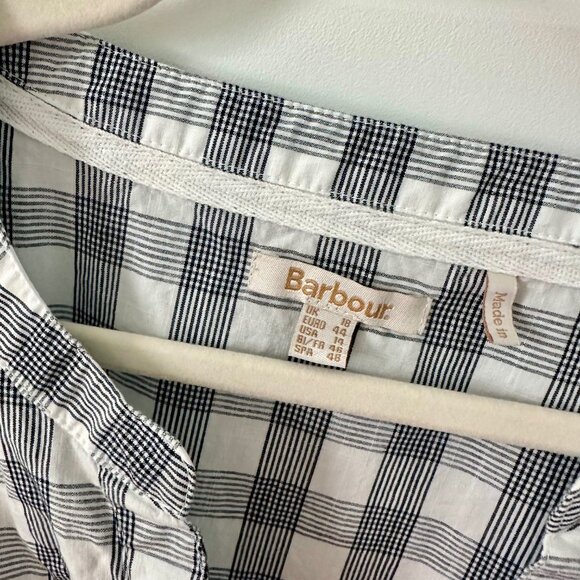 Barbour
Made in
UK 18
EURO 44
USA 14
BI/FR 46
SPA 48